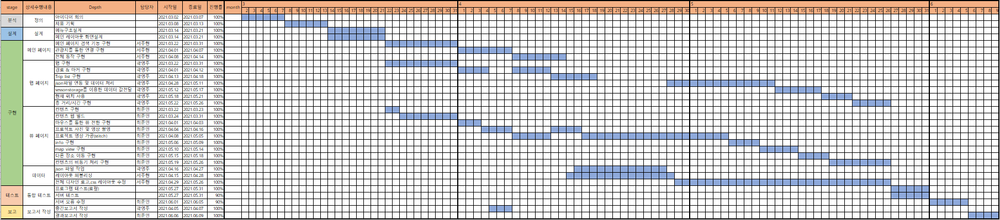 stage 상세수행내용 Depth 담당자 시작일 종료일 진행률 month 3 4 5 6
2 3 4 5 6 7 8 9 10 11 12 13 14 15 16 17 18 19 20 21 22 23 24 25 26 27 28 29 30 31 1 2 3 4 5 6 7 8 9 10 11 12 13 14 15 16 17 18 19 20 21 22 23 24 25 26 27 28 29 30 1 2 3 4 5 6 7 8 9 10 11 12 13 14 15 16 17 18 19 20 21 22 23 24 25 26 27 28 29 30 31 1 2 3 4 5 6 7 8 9
분석 정의 아이디어 회의 2021.03.02 2021.03.07 100%
제품 기획 2021.03.08 2021.03.13 100%
설계 설계 메뉴구조설계 2021.03.14 2021.03.21 100%
메인 레이아웃 화면설계 2021.03.14 2021.03.21 100%
구현 메인 페이지 메인 페이지 검색 기능 구현 서주현 2021.03.22 2021.03.31 100%
관광지를 통한 연결 구현 서주현 2021.04.01 2021.04.07 100%
전체 동작 구현 서주현 2021.04.08 2021.04.14 100%
맵 페이지 맵 구현 곽영주 2021.03.22 2021.03.31 100%
경로 & 마커 구현 곽영주 2021.04.01 2021.04.12 100%
Trip list 구현 곽영주 2021.04.13 2021.04.18 100%
json파일 연동 및 데이터 처리 곽영주 2021.04.28 2021.05.11 100%
sessonstorage를 이용한 데이터 값전달 곽영주 2021.05.12 2021.05.17 100%
현재 위치 사용 곽영주 2021.05.18 2021.05.21 100%
총 거리/시간 구현 곽영주 2021.05.22 2021.05.26 100%
뷰 페이지 컨텐츠 구현 최준민 2021.03.22 2021.03.23 100%
컨텐츠 웹 빌드 최준민 2021.03.24 2021.03.31 100%
마우스를 통한 뷰 전환 구현 최준민 2021.04.01 2021.04.03 100%
프로젝트 사진 및 영상 촬영 최준민 2021.04.04 2021.04.16 100%
프로젝트 영상 가공(stitch) 최준민 2021.04.08 2021.05.05 100%
info 구현 최준민 2021.05.06 2021.05.09 100%
map view 구현 최준민 2021.05.10 2021.05.14 100%
다른 장소 이동 구현 최준민 2021.05.15 2021.05.18 100%
컨텐츠의 비동기 처리 구현 최준민 2021.05.19 2021.05.26 100%
데이터 json 파일 작업 곽영주 2021.04.16 2021.04.27 100%
레이아웃 퍼블리싱 서주현 2021.04.15 2021.04.28 100%
전체 디자인 로고,css 레이아웃 수정 서주현 2021.04.29 2021.05.26 100%
테스트 통합 테스트 프로그램 테스트(로컬) 2021.05.27 2021.05.31 100%
서버 테스트 2021.05.27 2021.05.31 90%
서버 오류 수정 최준민 2021.06.01 2021.06.05 90%
보고 보고서 작성 중간보고서 작성 곽영주 2021.04.05 2021.04.07 100%
결과보고서 작성 최준민 2021.06.06 2021.06.09 100%